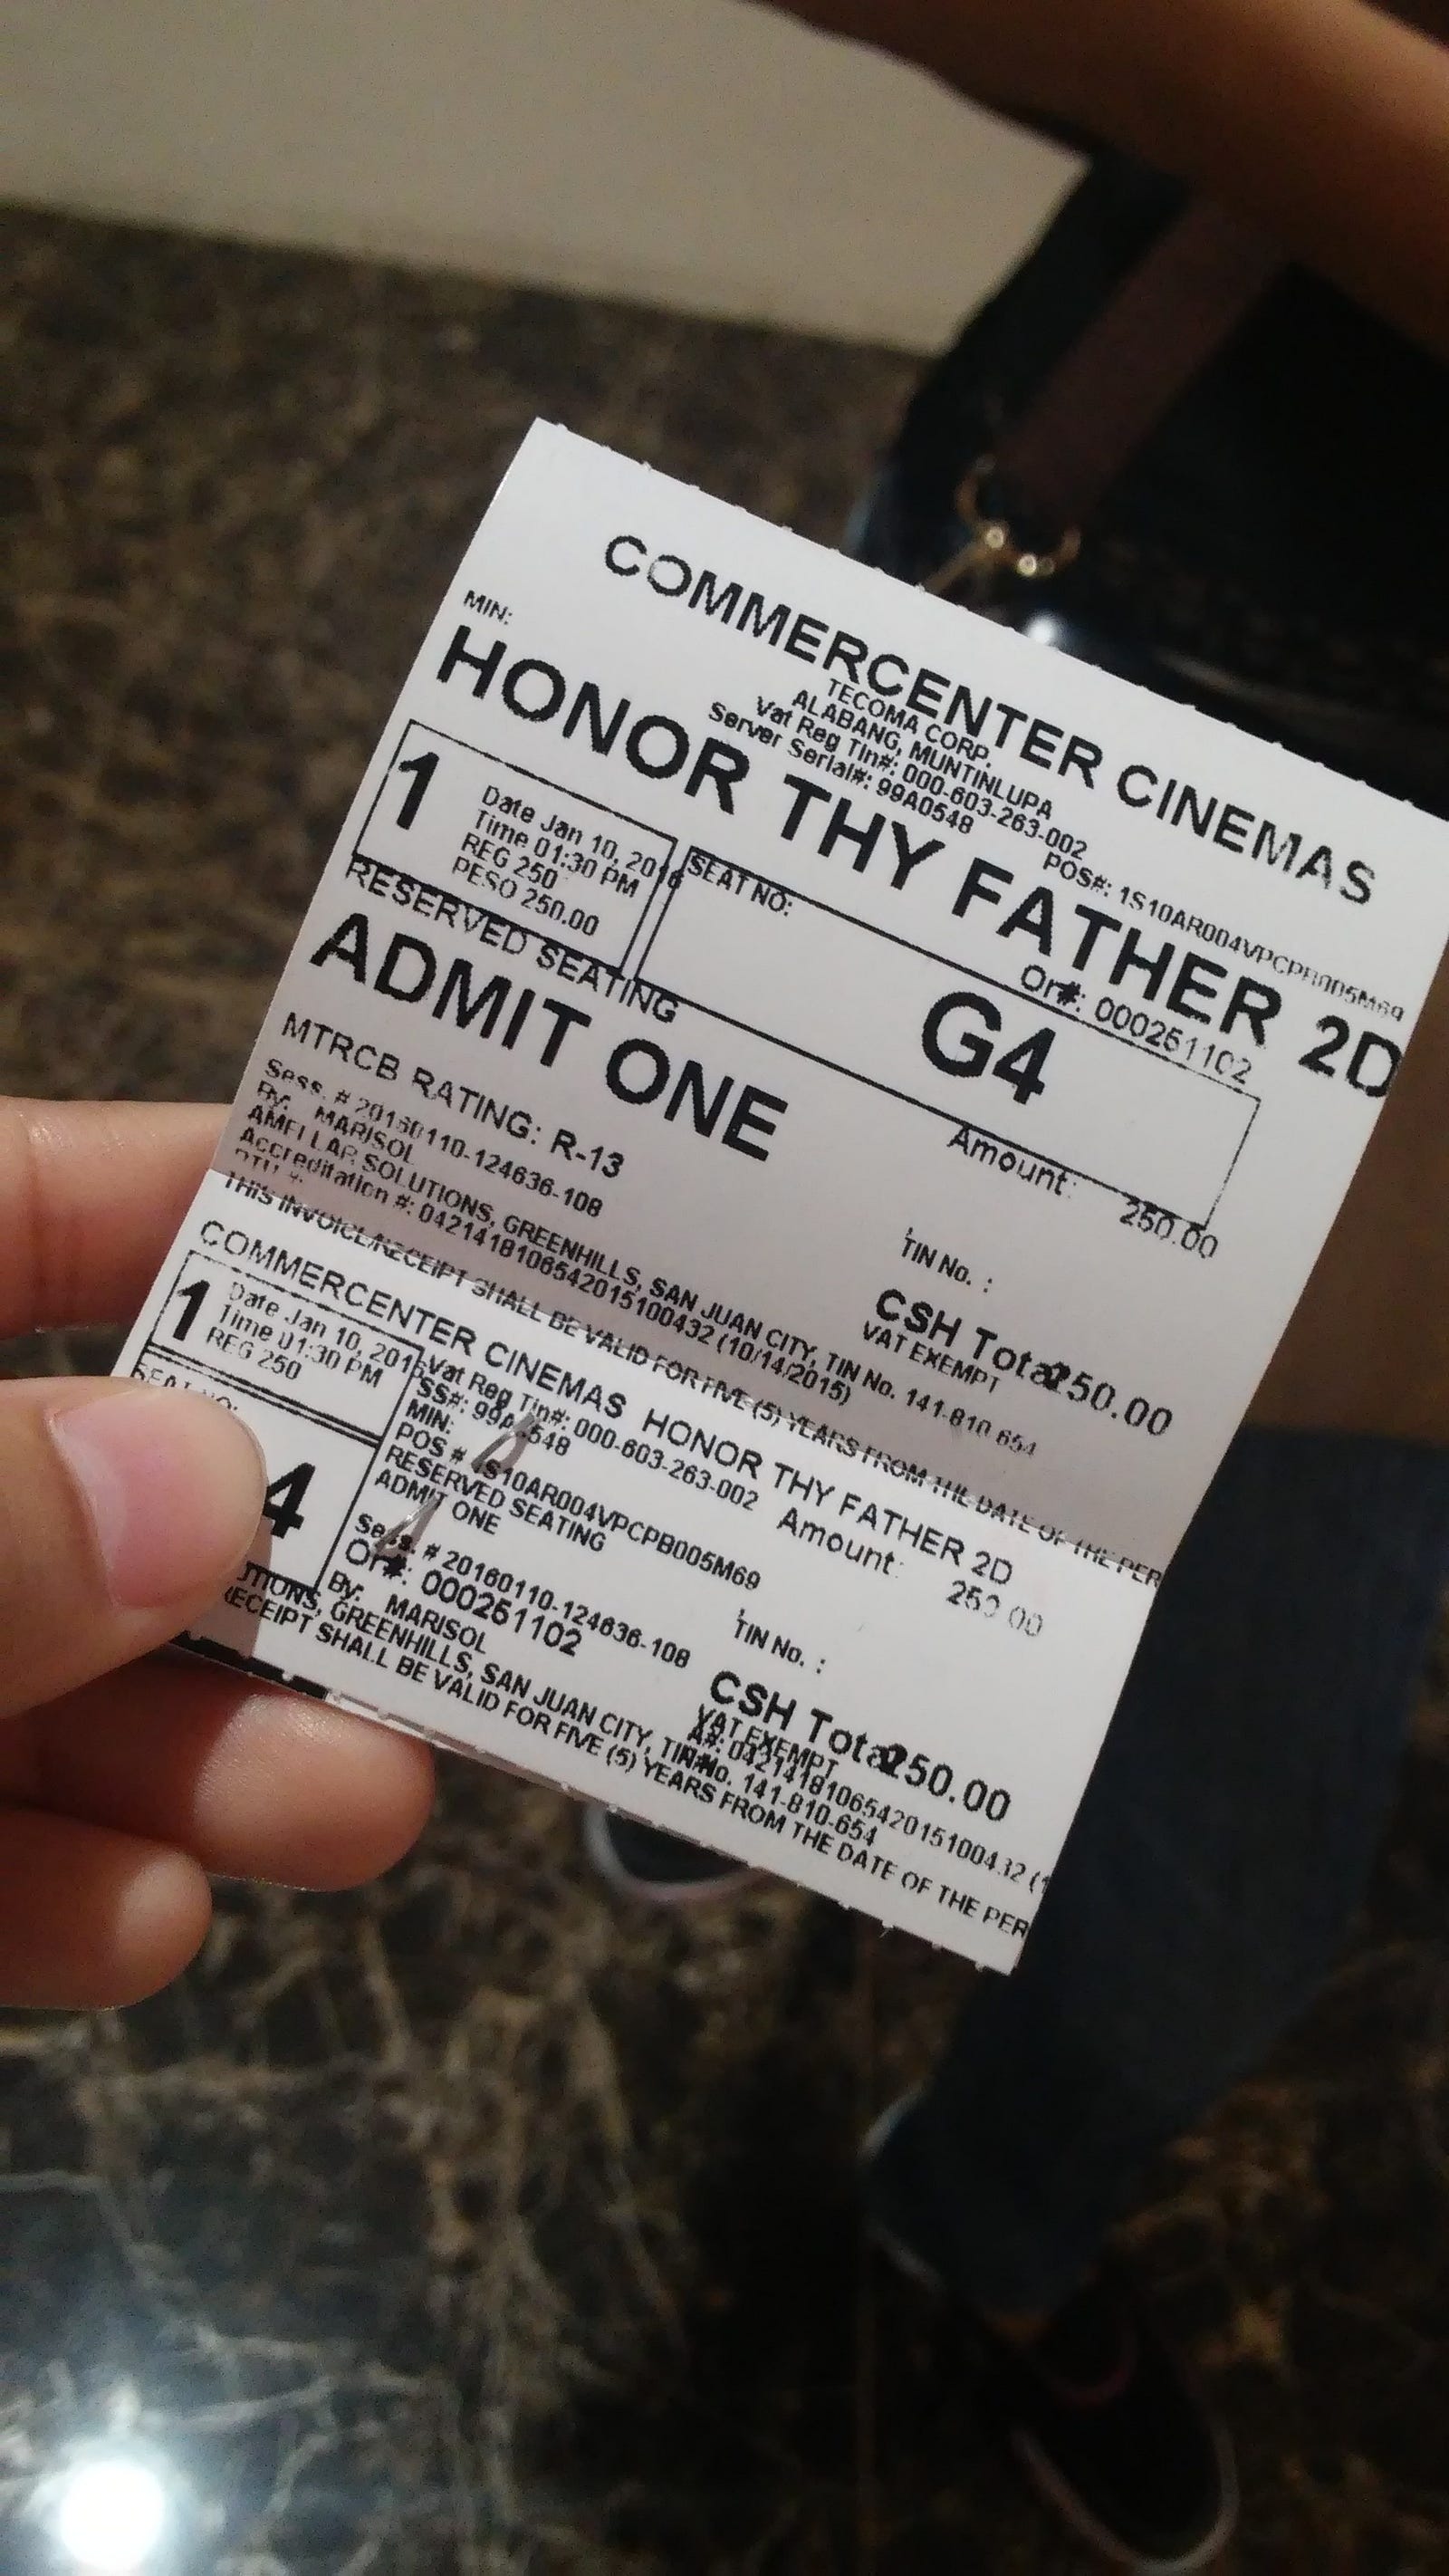 COMMERCENTER CINEMAS
TECOMA CORP.
ALABANG, MUNTINLUPA
Vat Reg Tin#: 000-603-263-002
Server Serial#: 99A0548
POS#: 1S10AR004VPCPB005M69
MIN:
HONOR THY FATHER 2D
Or#: 000251102
1
Date Jan 10, 2016
Time 01:30 PM
REG 250
PESO 250.00
SEAT NO:
G4
RESERVED SEATING
Amount: 250.00
ADMIT ONE
MTRCB RATING: R-13
TIN No. :
Sess. # 20160110-124636-108
By: MARISOL
CSH Total 250.00
VAT EXEMPT
SOLUTIONS, GREENHILLS, SAN JUAN CITY, TIN No. 141-810-654
Accreditation #: 0421418106542015100432 (10/14/2015)
THIS INVOICE/RECEIPT SHALL BE VALID FOR FIVE (5) YEARS FROM THE DATE OF THE PER
COMMERCENTER CINEMAS HONOR THY FATHER 2D
1
Date Jan 10, 2016
Time 01:30 PM
REG 250
SEAT NO:
4
Vat Reg Tin#: 000-603-263-002
SS#: 99A0548
Amount: 250.00
MIN:
POS # 1S10AR004VPCPB005M69
RESERVED SEATING
ADMIT ONE
TIN No. :
Sess. # 20160110-124636-108
Or#: 000251102
CSH Total 250.00
By: MARISOL
VAT EXEMPT
A#: 0421418106542015100432 (1
UTIONS, GREENHILLS, SAN JUAN CITY, TIN No. 141-810-654
RECEIPT SHALL BE VALID FOR FIVE (5) YEARS FROM THE DATE OF THE PER